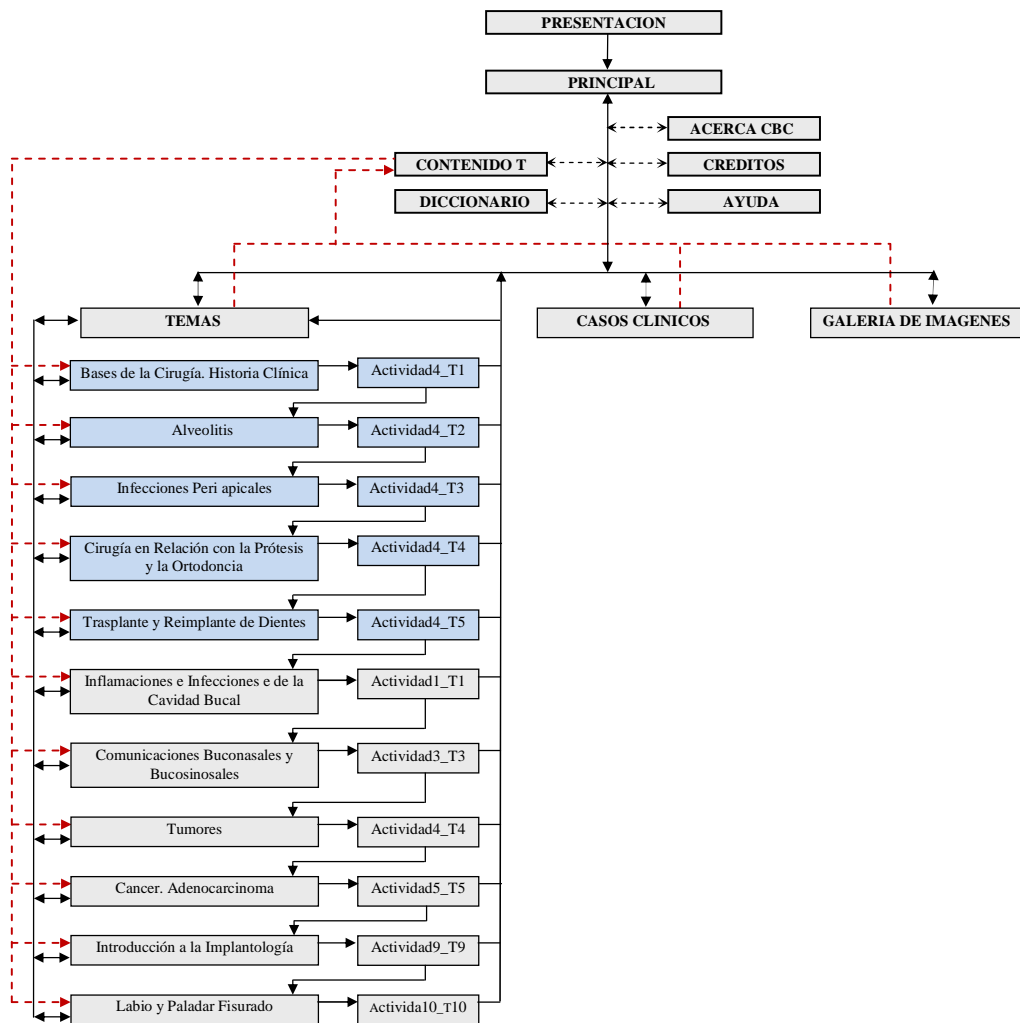 PRESENTACION
PRINCIPAL
ACERCA CBC
CONTENIDO T
CREDITOS
DICCIONARIO
AYUDA
TEMAS
CASOS CLINICOS
GALERIA DE IMAGENES
Bases de la Cirugía. Historia Clínica
Actividad4_T1
Alveolitis
Actividad4_T2
Infecciones Peri apicales
Actividad4_T3
Cirugía en Relación con la Prótesis
y la Ortodoncia
Actividad4_T4
Trasplante y Reimplante de Dientes
Actividad4_T5
Inflamaciones e Infecciones e de la
Cavidad Bucal
Actividad1_T1
Comunicaciones Buconasales y
Bucosinosales
Actividad3_T3
Tumores
Actividad4_T4
Cancer. Adenocarcinoma
Actividad5_T5
Introducción a la Implantología
Actividad9_T9
Labio y Paladar Fisurado
Activida10_T10